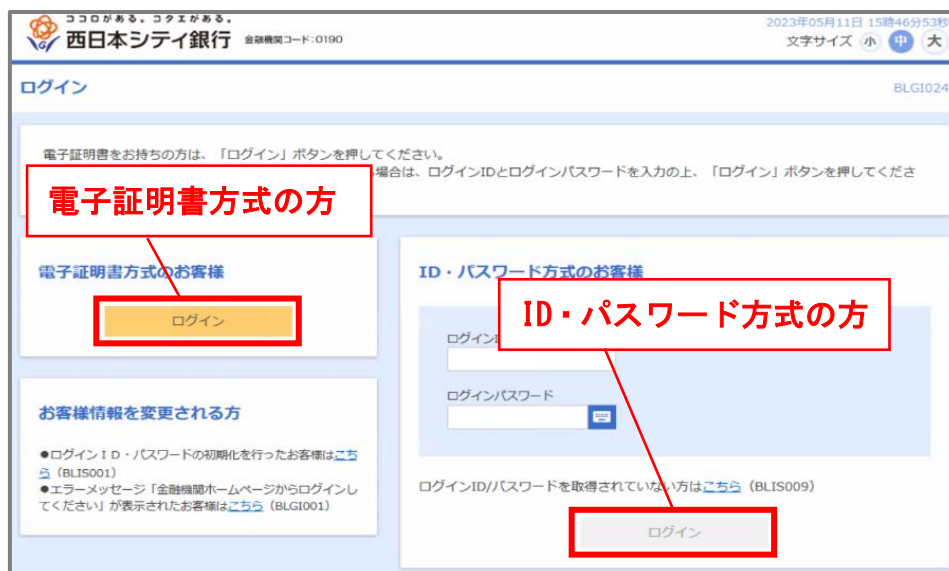 ココロがある。コタエがある。
西日本シティ銀行 金融機関コード:0190
2023年05月11日 15時46分53秒
文字サイズ 小 中 大
ログイン
BLGI024
電子証明書をお持ちの方は、「ログイン」ボタンを押してください。
場合は、ログインIDとログインパスワードを入力の上、「ログイン」ボタンを押してくださ
電子証明書方式の方
電子証明書方式のお客様
ログイン
お客様情報を変更される方
●ログインID・パスワードの初期化を行ったお客様はこち
ら(BLIS001)
●エラーメッセージ「金融機関ホームページからログインし
てください」が表示されたお客様はこちら(BLGI001)
ID・パスワード方式のお客様
ID・パスワード方式の方
ログインI
ログインパスワード
ログインID/パスワードを取得されていない方はこちら(BLIS009)
ログイン